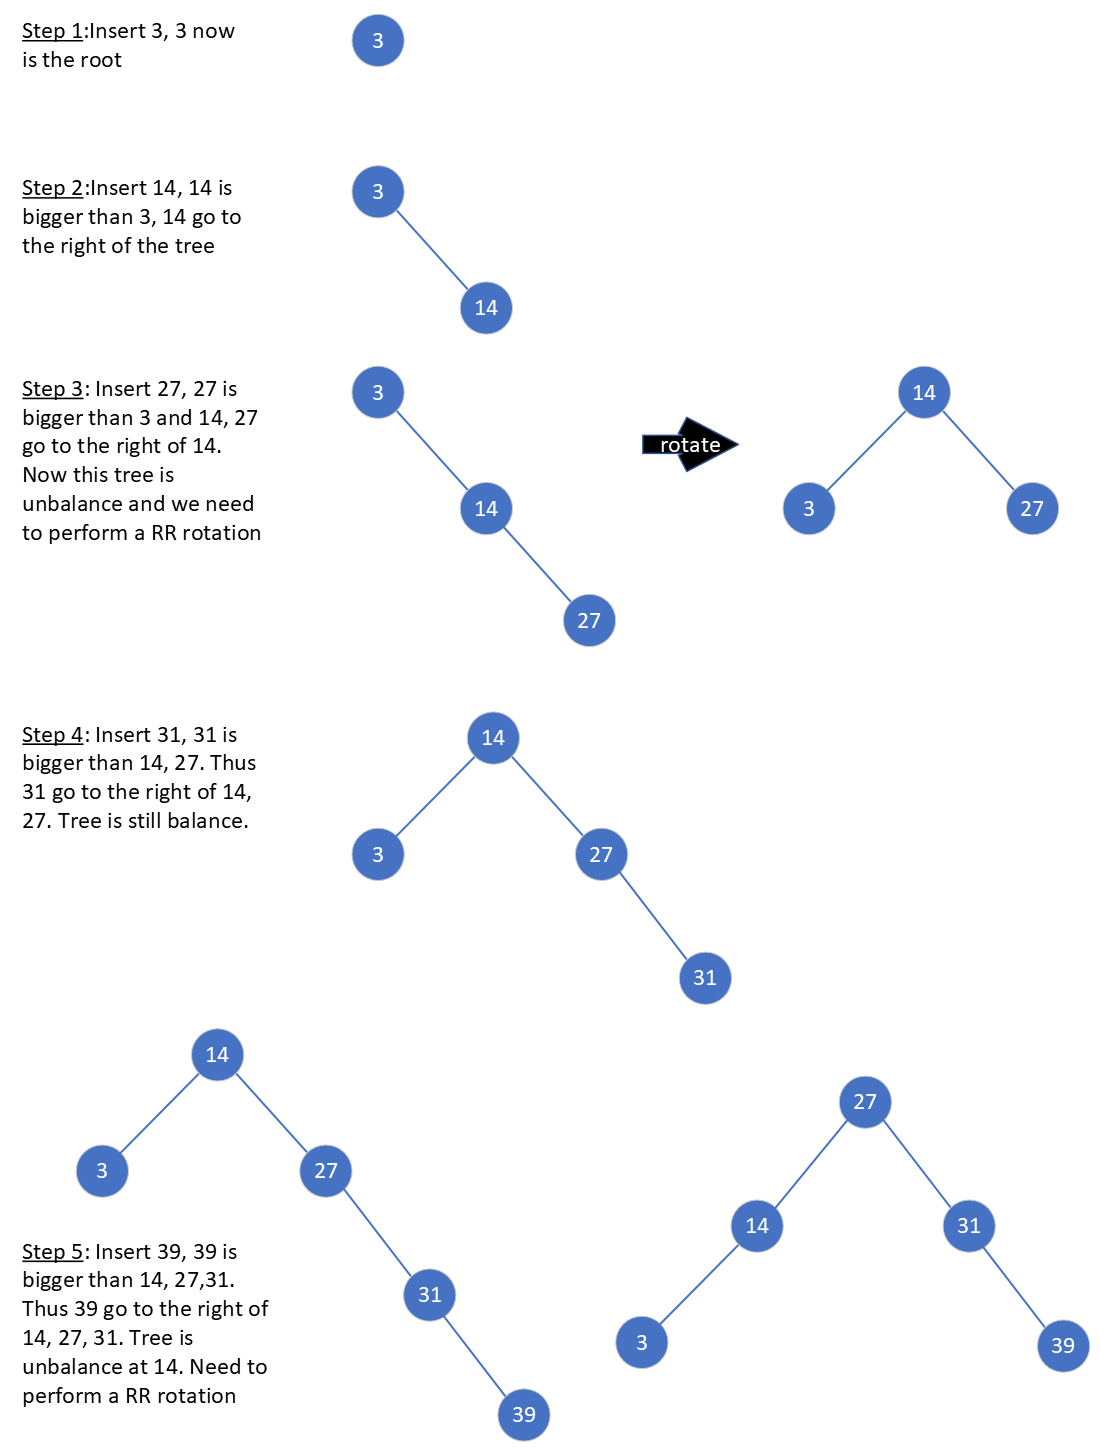 Step 1:Insert 3, 3 now
is the root
3
Step 2:Insert 14, 14 is
bigger than 3, 14 go to
the right of the tree
3
14
Step 3: Insert 27, 27 is
bigger than 3 and 14, 27
go to the right of 14.
Now this tree is
unbalance and we need
to perform a RR rotation
3
14
27
rotate
14
3
27
Step 4: Insert 31, 31 is
bigger than 14, 27. Thus
31 go to the right of 14,
27. Tree is still balance.
14
3
27
31
14
3
27
31
39
Step 5: Insert 39, 39 is
bigger than 14, 27,31.
Thus 39 go to the right of
14, 27, 31. Tree is
unbalance at 14. Need to
perform a RR rotation
27
14
31
3
39